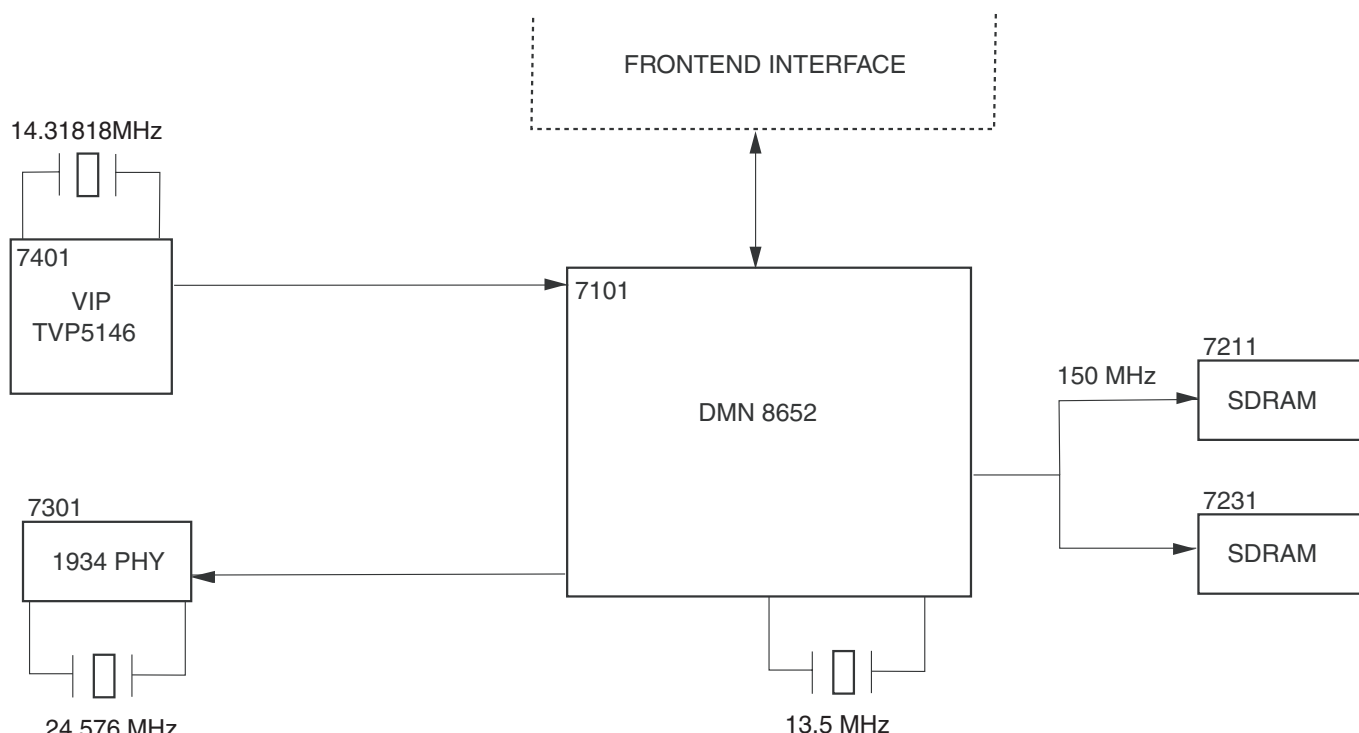 FRONTEND INTERFACE
14.31818MHz
7401
VIP
TVP5146
7101
DMN 8652
7211
150 MHz
SDRAM
7231
SDRAM
7301
1934 PHY
24.576 MHz
13.5 MHz